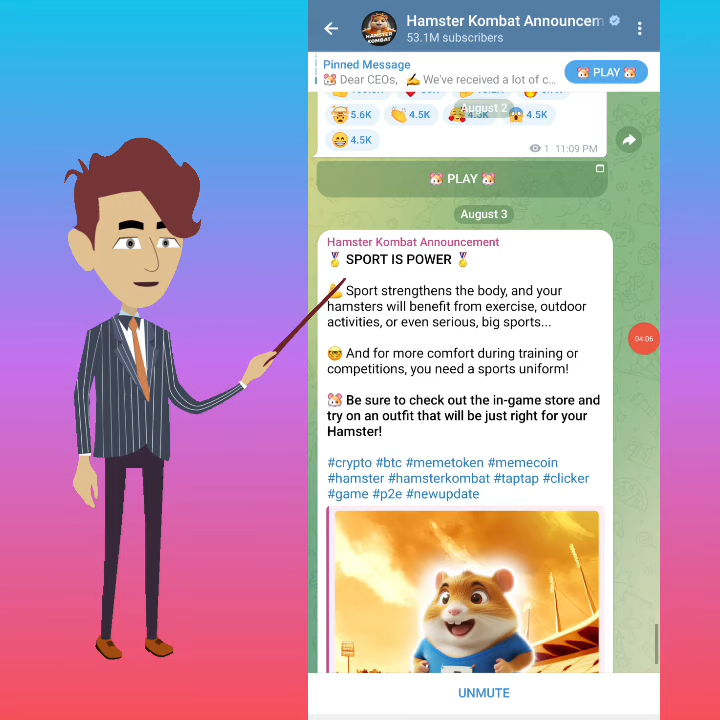 Hamster Kombat Announcem
53.1M subscribers
HAMSTER
KOMBAT
Pinned Message
🐹 Dear CEOs, ✍️ We've received a lot of c...
🐹 PLAY 🐹
August 2
🤯 5.6K 👏 4.5K 🥰 4.5K 😱 4.5K
😁 4.5K
1 11:09 PM
🐹 PLAY 🐹
August 3
Hamster Kombat Announcement
🏅 SPORT IS POWER 🏅
💪 Sport strengthens the body, and your
hamsters will benefit from exercise, outdoor
activities, or even serious, big sports...
04:06
🤓 And for more comfort during training or
competitions, you need a sports uniform!
🐹 Be sure to check out the in-game store and
try on an outfit that will be just right for your
Hamster!
#crypto #btc #memetoken #memecoin
#hamster #hamsterkombat #taptap #clicker
#game #p2e #newupdate
UNMUTE